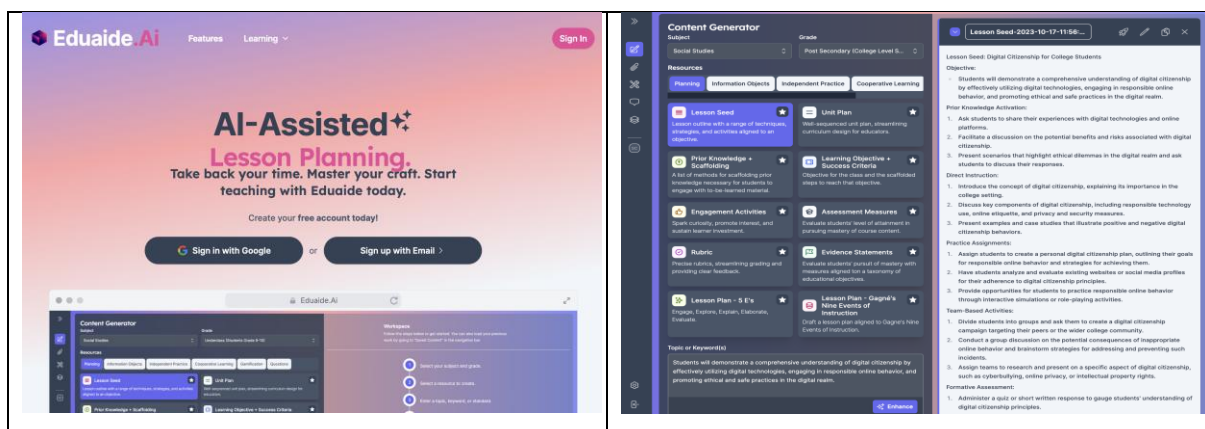 Eduaide.Ai
Features
Learning
Sign In
AI-Assisted
Lesson Planning.
Take back your time. Master your craft. Start
teaching with Eduaide today.
Create your free account today!
Sign in with Google
or
Sign up with Email >
Eduaide.Ai
Content Generator
Subject
Grade
Social Studies
Resources
Planning
Information Objects
Independent Practice
Cooperative Learning
Gamification
Questions
Lesson Seed
Unit Plan
Prior Knowledge + Scaffolding
Learning Objective + Success Criteria
Workspace
Select your subject and grade.
Select a resource to create.
Enter a topic, keyword, or standard.
Content Generator
Subject
Grade
Social Studies
Post Secondary (College Level S...
Resources
Planning
Information Objects
Independent Practice
Cooperative Learning
Lesson Seed
Lesson outline with a range of techniques,
strategies, and activities aligned to an
objective.
Unit Plan
Well-sequenced unit plan, streamlining
curriculum design for educators.
Prior Knowledge +
Scaffolding
A list of methods for scaffolding prior
knowledge necessary for students to
engage with to-be-learned material.
Learning Objective +
Success Criteria
Objective for the class and the scaffolded
steps to reach that objective.
Engagement Activities
Spark curiosity, promote interest, and
sustain learner investment.
Assessment Measures
Evaluate students' level of attainment in
pursuing mastery of course content.
Rubric
Precise rubrics, streamlining grading and
providing clear feedback.
Evidence Statements
Evaluate students' pursuit of mastery with
measures aligned ton a taxonomy of
educational objectives.
Lesson Plan - 5 E's
Engage, Explore, Explain, Elaborate,
Evaluate.
Lesson Plan - Gagné's
Nine Events of
Instruction
Draft a lesson plan aligned to Gagne's Nine
Events of Instruction.
Topic or Keyword(s)
Students will demonstrate a comprehensive understanding of digital citizenship by
effectively utilizing digital technologies, engaging in responsible online behavior, and
promoting ethical and safe practices in the digital realm.
Enhance
Lesson Seed-2023-10-17-11:56:...
Lesson Seed: Digital Citizenship for College Students
Objective:
- Students will demonstrate a comprehensive understanding of digital citizenship
by effectively utilizing digital technologies, engaging in responsible online
behavior, and promoting ethical and safe practices in the digital realm.
Prior Knowledge Activation:
1. Ask students to share their experiences with digital technologies and online
platforms.
2. Facilitate a discussion on the potential benefits and risks associated with digital
citizenship.
3. Present scenarios that highlight ethical dilemmas in the digital realm and ask
students to discuss their responses.
Direct Instruction:
1. Introduce the concept of digital citizenship, explaining its importance in the
college setting.
2. Discuss key components of digital citizenship, including responsible technology
use, online etiquette, and privacy and security measures.
3. Present examples and case studies that illustrate positive and negative digital
citizenship behaviors.
Practice Assignments:
1. Assign students to create a personal digital citizenship plan, outlining their goals
for responsible online behavior and strategies for achieving them.
2. Have students analyze and evaluate existing websites or social media profiles
for their adherence to digital citizenship principles.
3. Provide opportunities for students to practice responsible online behavior
through interactive simulations or role-playing activities.
Team-Based Activities:
1. Divide students into groups and ask them to create a digital citizenship
campaign targeting their peers or the wider college community.
2. Conduct a group discussion on the potential consequences of inappropriate
online behavior and brainstorm strategies for addressing and preventing such
incidents.
3. Assign teams to research and present on a specific aspect of digital citizenship,
such as cyberbullying, online privacy, or intellectual property rights.
Formative Assessment:
1. Administer a quiz or short written response to gauge students' understanding of
digital citizenship principles.